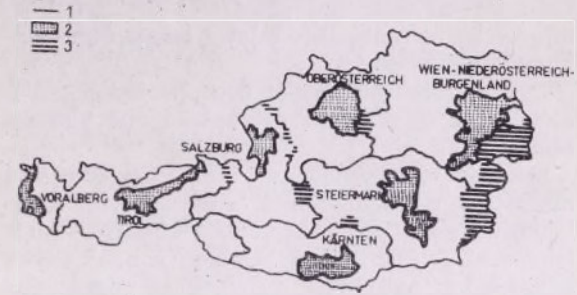 1
2
3
OBERÖSTERREICH
WIEN-NIEDERÖSTERREICH-
BURGENLAND
SALZBURG
VORALBERG
TIROL
STEIERMARK
KÄRNTEN